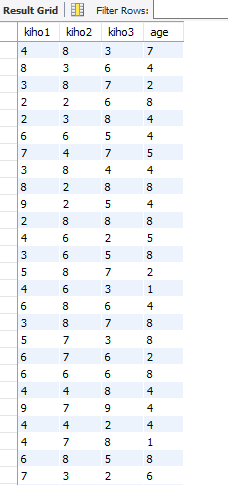 Result Grid Filter Rows:
kiho1 kiho2 kiho3 age
4 8 3 7
8 3 6 4
3 8 7 2
2 2 6 8
2 3 8 4
6 6 5 4
7 4 7 5
3 8 4 4
8 2 8 8
9 2 5 4
2 8 8 8
4 6 2 5
3 6 5 8
5 8 7 2
4 6 3 1
6 8 6 4
3 8 7 8
5 7 3 8
6 7 6 2
6 6 6 8
4 4 8 4
9 7 9 4
4 4 2 4
4 7 8 1
6 8 5 8
7 3 2 6